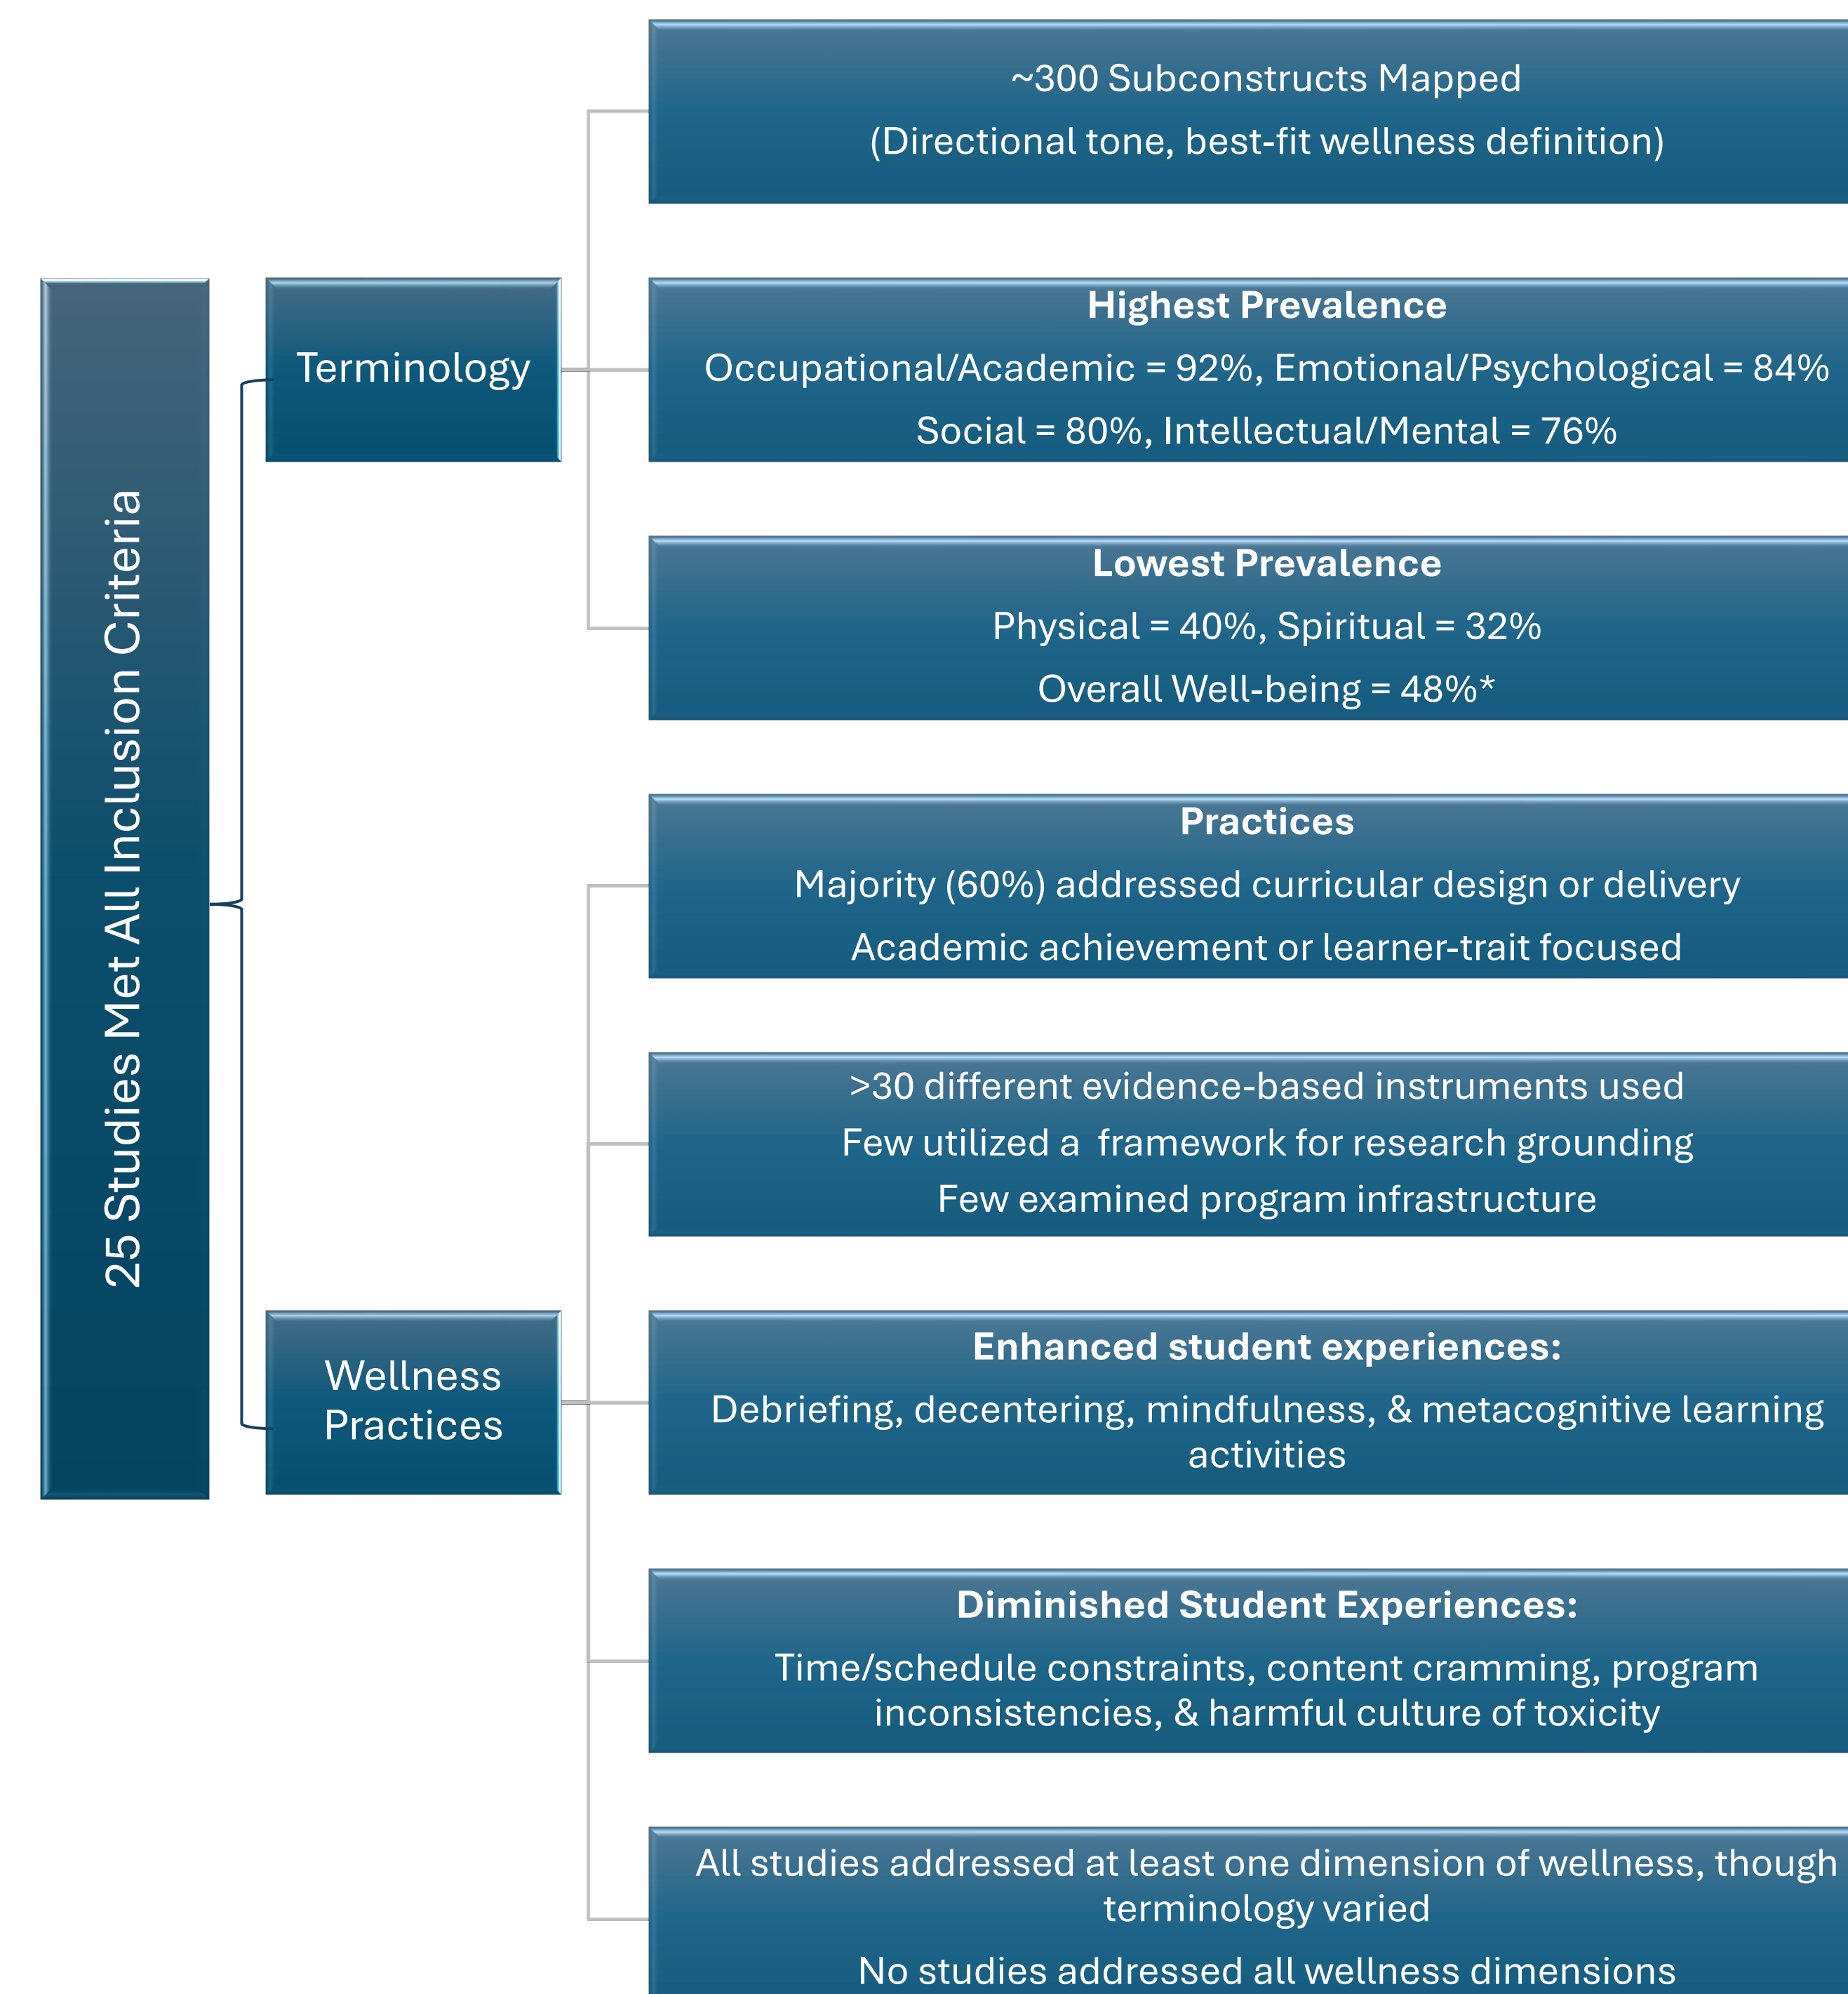 25 Studies Met All Inclusion Criteria
Terminology
~300 Subconstructs Mapped
(Directional tone, best-fit wellness definition)
Highest Prevalence
Occupational/Academic = 92%, Emotional/Psychological = 84%
Social = 80%, Intellectual/Mental = 76%
Lowest Prevalence
Physical = 40%, Spiritual = 32%
Overall Well-being = 48%*
Wellness
Practices
Practices
Majority (60%) addressed curricular design or delivery
Academic achievement or learner-trait focused
>30 different evidence-based instruments used
Few utilized a  framework for research grounding
Few examined program infrastructure
Enhanced student experiences:
Debriefing, decentering, mindfulness, & metacognitive learning
activities
Diminished Student Experiences:
Time/schedule constraints, content cramming, program
inconsistencies, & harmful culture of toxicity
All studies addressed at least one dimension of wellness, though
terminology varied
No studies addressed all wellness dimensions